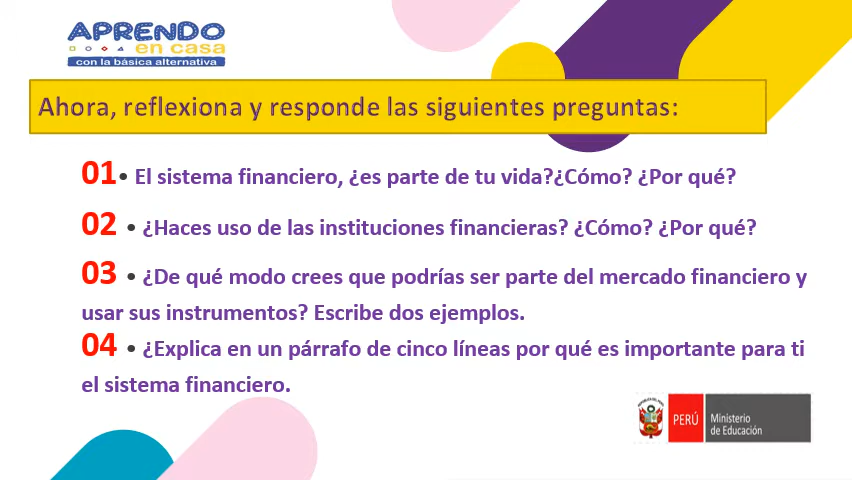 APRENDO
en casa
con la básica alternativa
Ahora, reflexiona y responde las siguientes preguntas:
01• El sistema financiero, ¿es parte de tu vida?¿Cómo? ¿Por qué?
02 • ¿Haces uso de las instituciones financieras? ¿Cómo? ¿Por qué?
03 • ¿De qué modo crees que podrías ser parte del mercado financiero y
usar sus instrumentos? Escribe dos ejemplos.
04 • ¿Explica en un párrafo de cinco líneas por qué es importante para ti
el sistema financiero.
REPÚBLICA DEL PERÚ
PERÚ
Ministerio
de Educación